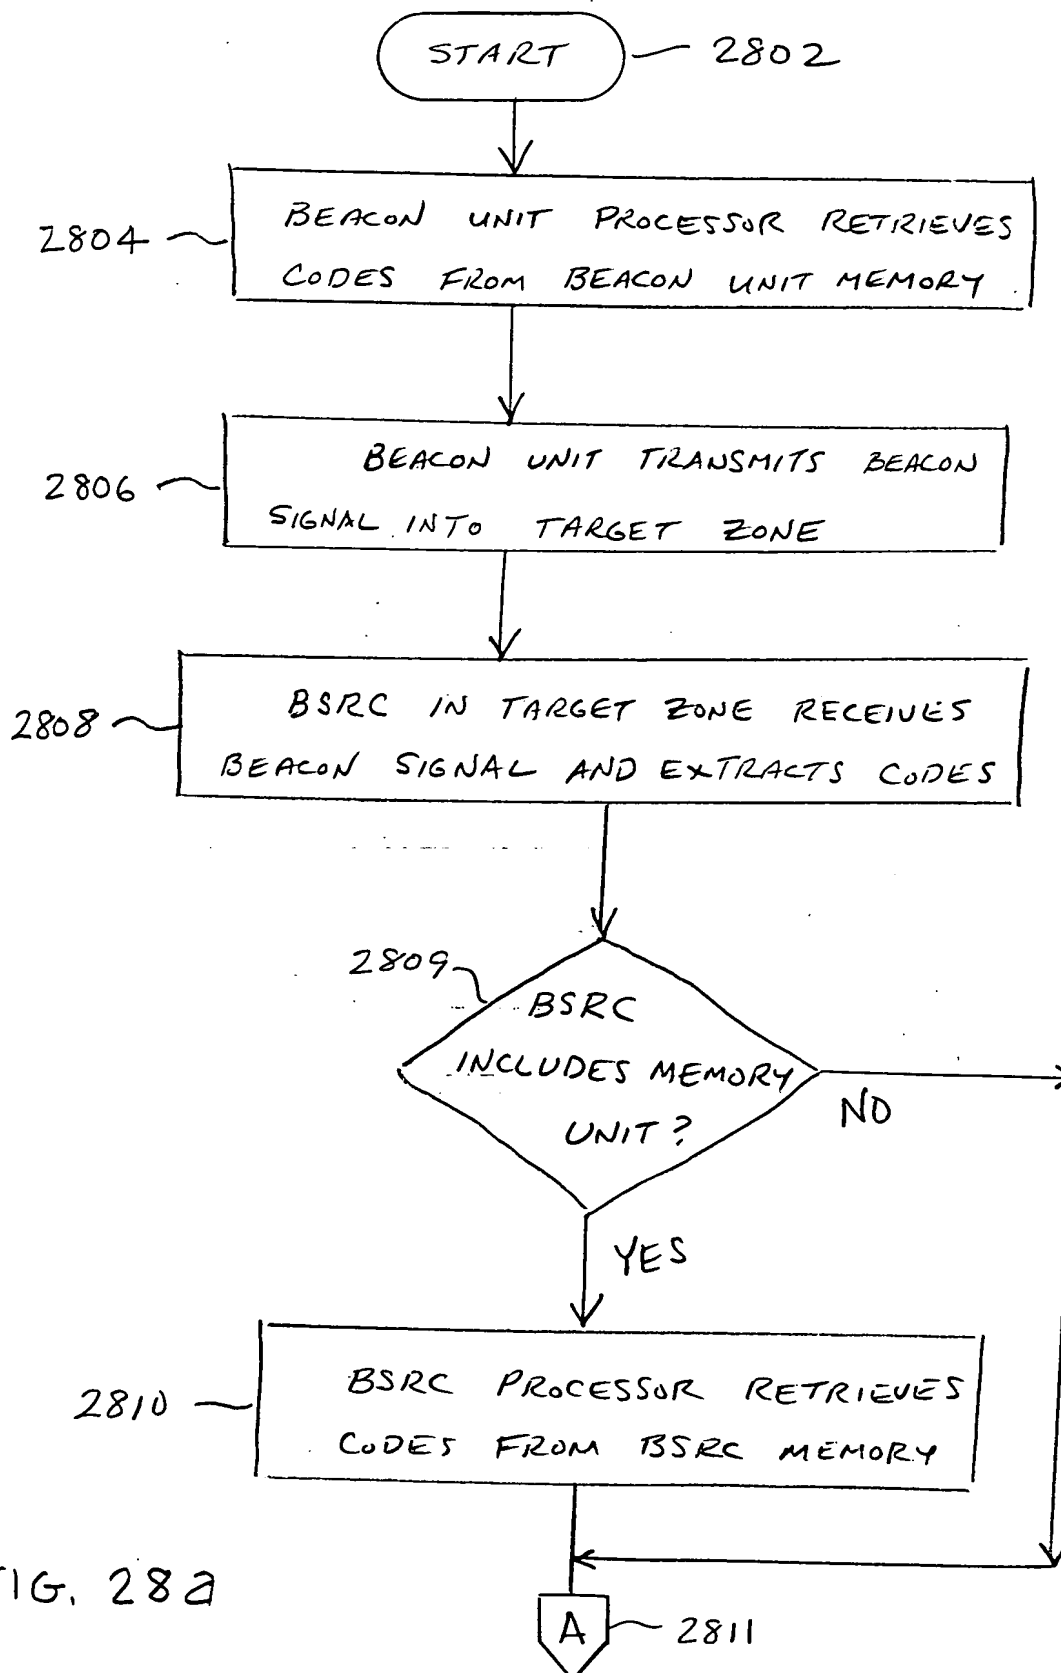 START
2802
2804
BEACON UNIT PROCESSOR RETRIEVES
CODES FROM BEACON UNIT MEMORY
2806
BEACON UNIT TRANSMITS BEACON
SIGNAL INTO TARGET ZONE
2808
BSRC IN TARGET ZONE RECEIVES
BEACON SIGNAL AND EXTRACTS CODES
2809
BSRC
INCLUDES MEMORY
UNIT?
NO
YES
2810
BSRC PROCESSOR RETRIEVES
CODES FROM BSRC MEMORY
FIG. 28a
A
2811